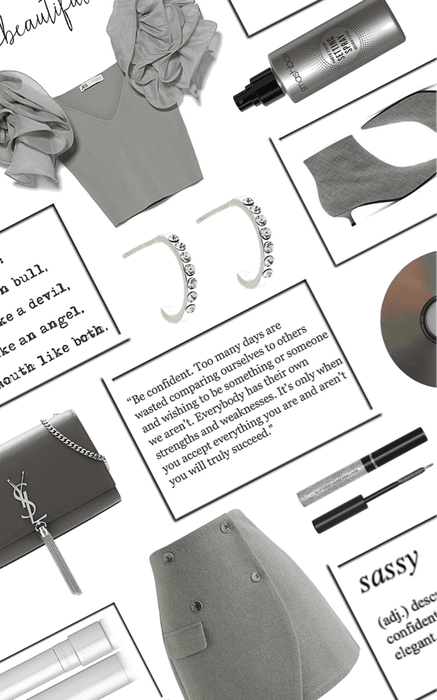 beautiful
SETTING
SPRAY
smashbox
n bull,
ke a devil,
ke an angel.
mouth like both.
"Be confident. Too many days are
wasted comparing ourselves to others
and wishing to be something or someone
we aren't. Everybody has their own
strengths and weaknesses. It's only when
you accept everything you are and aren't
you will truly succeed."
YSL
sassy
(adj.) desc
confident
elegant